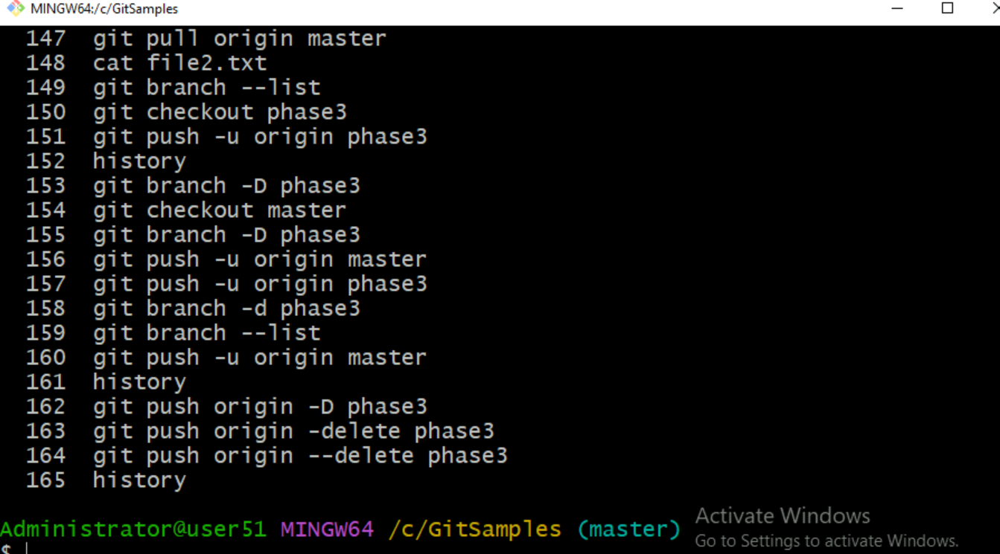 MINGW64:/c/GitSamples
147 git pull origin master
148 cat file2.txt
149 git branch --list
150 git checkout phase3
151 git push -u origin phase3
152 history
153 git branch -D phase3
154 git checkout master
155 git branch -D phase3
156 git push -u origin master
157 git push -u origin phase3
158 git branch -d phase3
159 git branch --list
160 git push -u origin master
161 history
162 git push origin -D phase3
163 git push origin -delete phase3
164 git push origin --delete phase3
165 history
Administrator@user51 MINGW64 /c/GitSamples (master)
$
Activate Windows
Go to Settings to activate Windows.